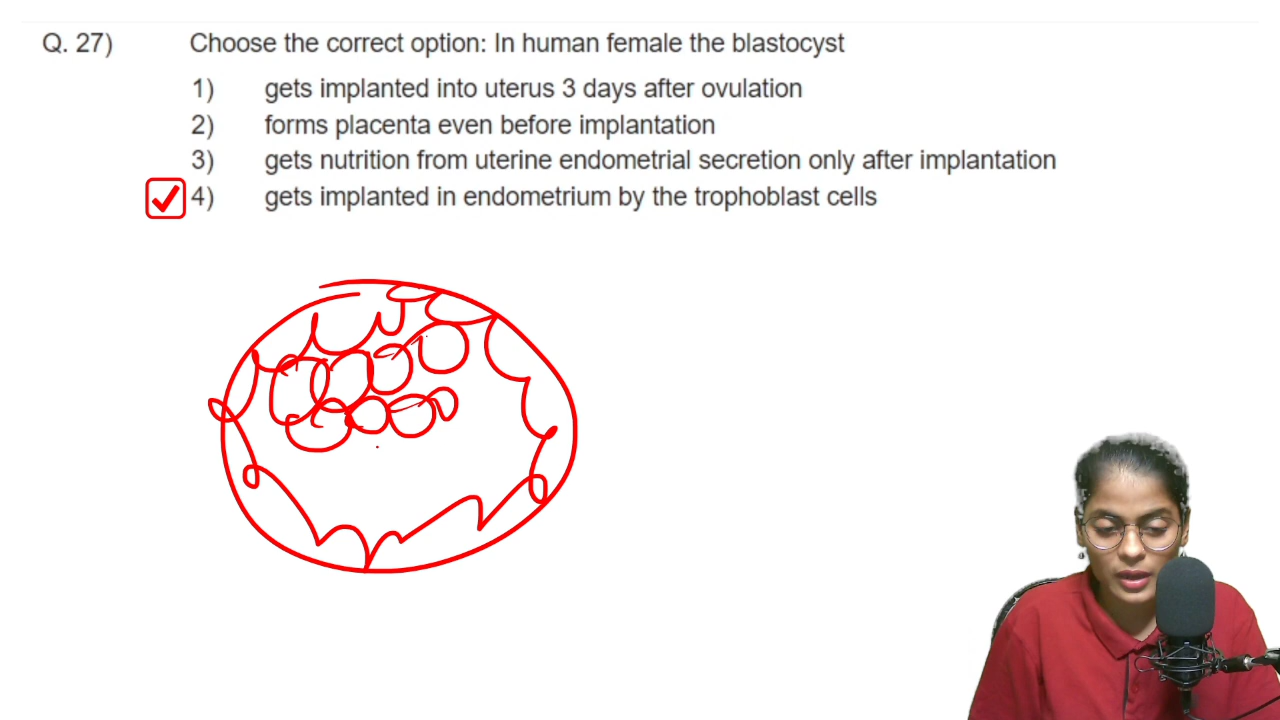 Q. 27) Choose the correct option: In human female the blastocyst
1) gets implanted into uterus 3 days after ovulation
2) forms placenta even before implantation
3) gets nutrition from uterine endometrial secretion only after implantation
4) gets implanted in endometrium by the trophoblast cells